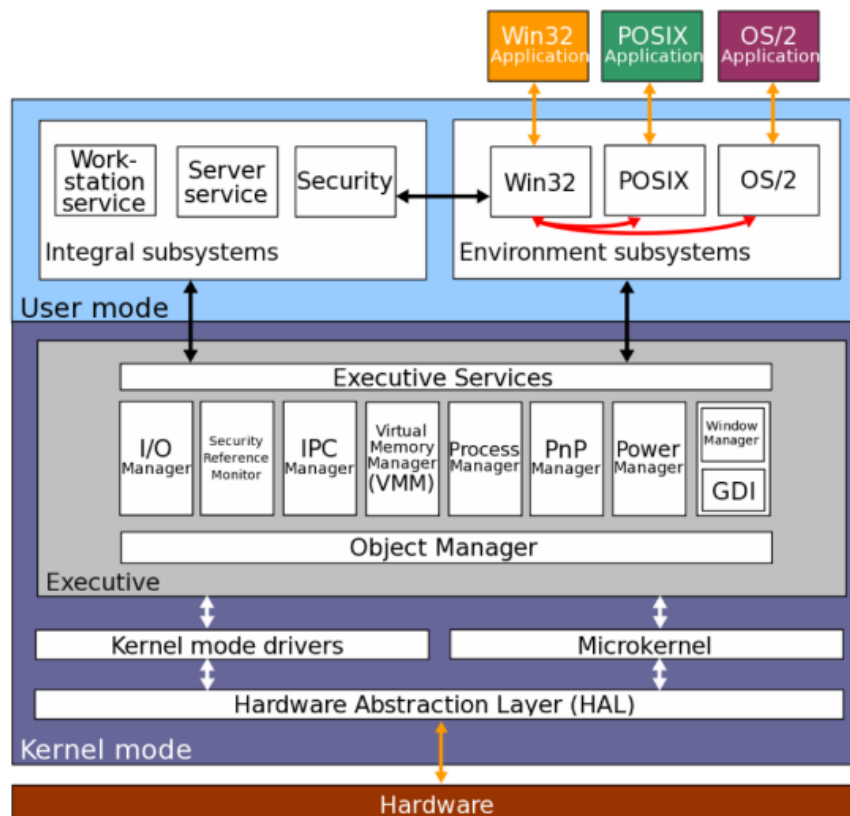 Win32
Application
POSIX
Application
OS/2
Application
Work-
station
service
Server
service
Security
Integral subsystems
Win32
POSIX
OS/2
Environment subsystems
User mode
Executive Services
I/O
Manager
Security
Reference
Monitor
IPC
Manager
Virtual
Memory
Manager
(VMM)
Process
Manager
PnP
Manager
Power
Manager
Window
Manager
GDI
Object Manager
Executive
Kernel mode drivers
Microkernel
Hardware Abstraction Layer (HAL)
Kernel mode
Hardware